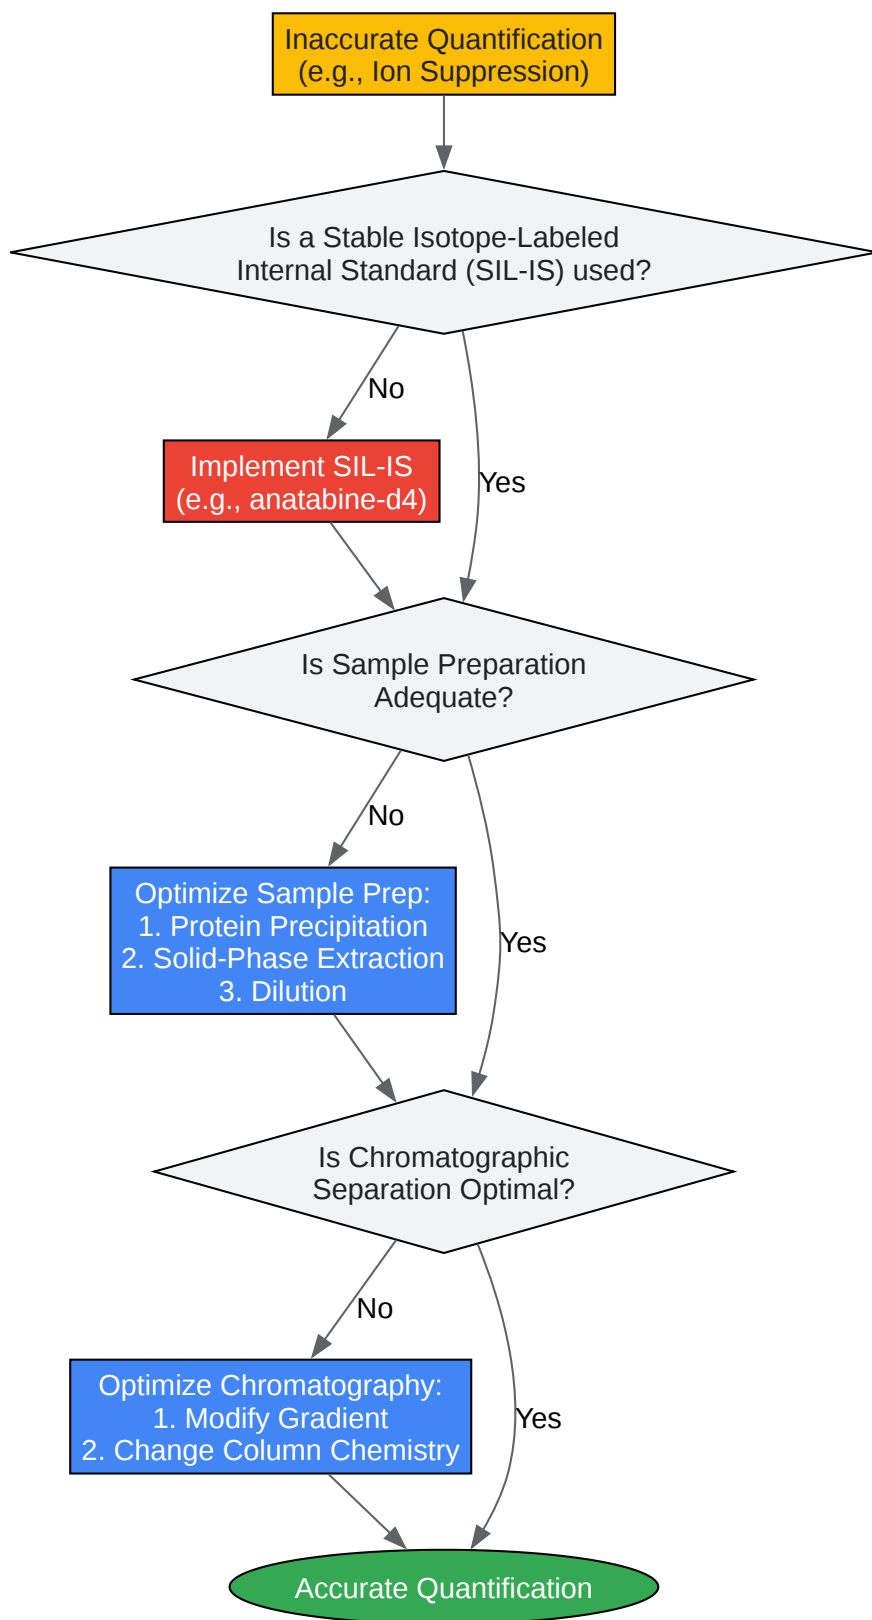 Inaccurate Quantification
(e.g., Ion Suppression)
Is a Stable Isotope-Labeled
Internal Standard (SIL-IS) used?
No
Implement SIL-IS
(e.g., anatabine-d4)
Yes
Is Sample Preparation
Adequate?
No
Optimize Sample Prep:
1. Protein Precipitation
2. Solid-Phase Extraction
3. Dilution
Yes
Is Chromatographic
Separation Optimal?
No
Optimize Chromatography:
1. Modify Gradient
2. Change Column Chemistry
Yes
Accurate Quantification